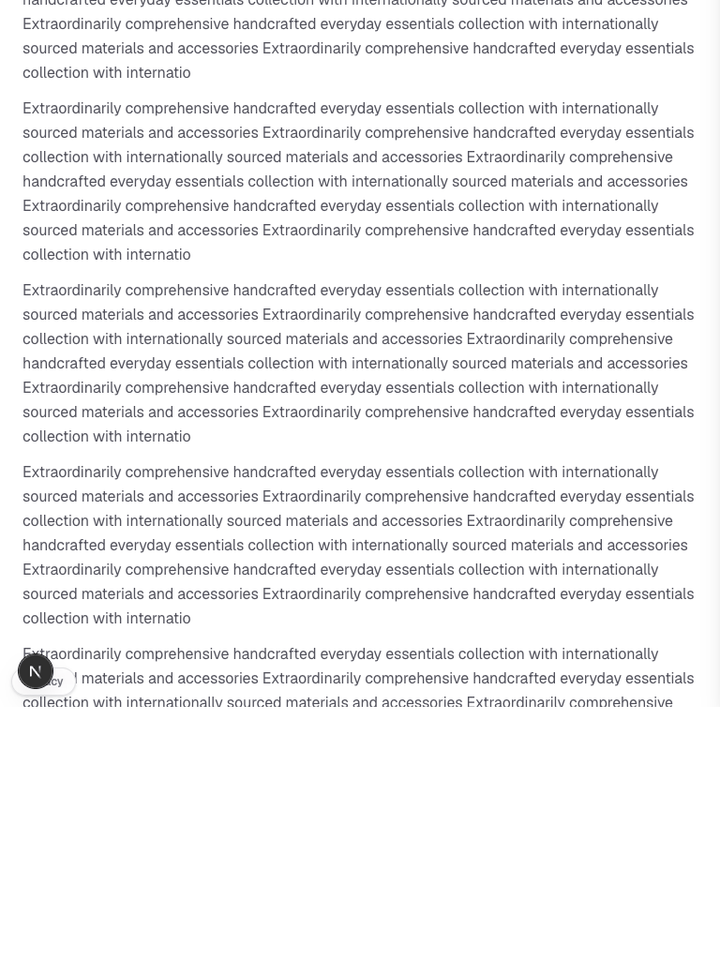 handcrafted everyday essentials collection with internationally sourced materials and accessories
Extraordinarily comprehensive handcrafted everyday essentials collection with internationally
sourced materials and accessories Extraordinarily comprehensive handcrafted everyday essentials
collection with internatio
Extraordinarily comprehensive handcrafted everyday essentials collection with internationally
sourced materials and accessories Extraordinarily comprehensive handcrafted everyday essentials
collection with internationally sourced materials and accessories Extraordinarily comprehensive
handcrafted everyday essentials collection with internationally sourced materials and accessories
Extraordinarily comprehensive handcrafted everyday essentials collection with internationally
sourced materials and accessories Extraordinarily comprehensive handcrafted everyday essentials
collection with internatio
Extraordinarily comprehensive handcrafted everyday essentials collection with internationally
sourced materials and accessories Extraordinarily comprehensive handcrafted everyday essentials
collection with internationally sourced materials and accessories Extraordinarily comprehensive
handcrafted everyday essentials collection with internationally sourced materials and accessories
Extraordinarily comprehensive handcrafted everyday essentials collection with internationally
sourced materials and accessories Extraordinarily comprehensive handcrafted everyday essentials
collection with internatio
Extraordinarily comprehensive handcrafted everyday essentials collection with internationally
sourced materials and accessories Extraordinarily comprehensive handcrafted everyday essentials
collection with internationally sourced materials and accessories Extraordinarily comprehensive
handcrafted everyday essentials collection with internationally sourced materials and accessories
Extraordinarily comprehensive handcrafted everyday essentials collection with internationally
sourced materials and accessories Extraordinarily comprehensive handcrafted everyday essentials
collection with internatio
Extraordinarily comprehensive handcrafted everyday essentials collection with internationally
N
materials and accessories Extraordinarily comprehensive handcrafted everyday essentials
collection with internationally sourced materials and accessories Extraordinarily comprehensive